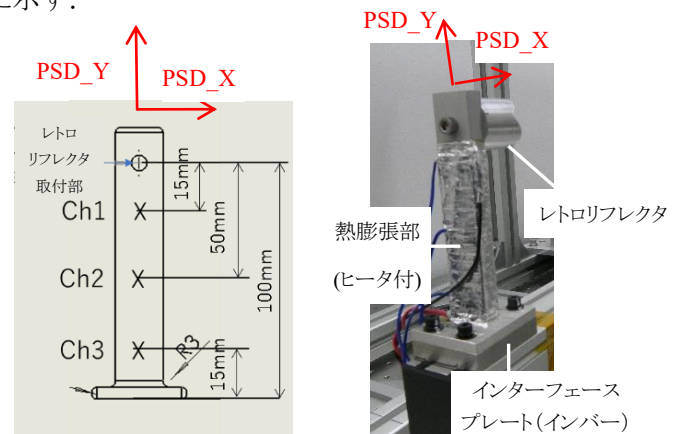 に示す.
PSD_Y
PSD_X
レトロ
リフレクタ
取付部
Ch1
Ch2
Ch3
15mm
50mm
100mm
R3
15mm
PSD_Y
PSD_X
熱膨張部
(ヒータ付)
レトロリフレクタ
インターフェース
プレート(インバー)